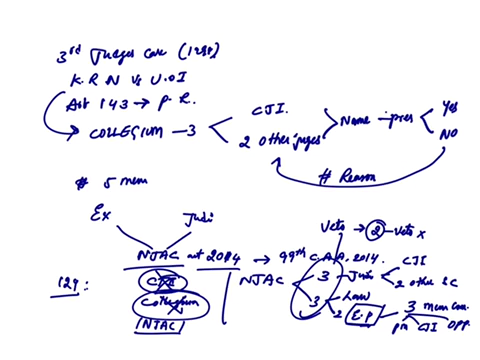 3rd Judges Case (1998)
K. R. N vs U.O.I
Art 143 → P.R.
COLLEGIUM — 3
CJI.
2 other judges
Name — pres
Yes
NO
# Reason
# 5 mem
Ex
Judi
NJAC act 2014 → 99th C.A.A. 2014.
Veto → 2 — Veto x
129 :
CJI
Collegium
NJAC
NJAC
3 Judi
CJI
2 other SC
3
Law
2 E.P
3 mem com.
pm CJI OPP